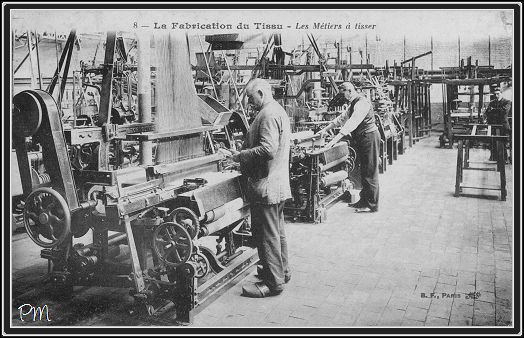 8 – La Fabrication du Tissu – Les Métiers à tisser
B. F., PARIS
PM